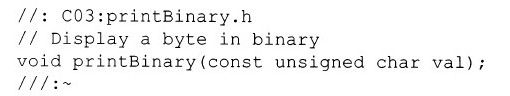 //: C03:printBinary.h
// Display a byte in binary
void printBinary(const unsigned char val);
///:~